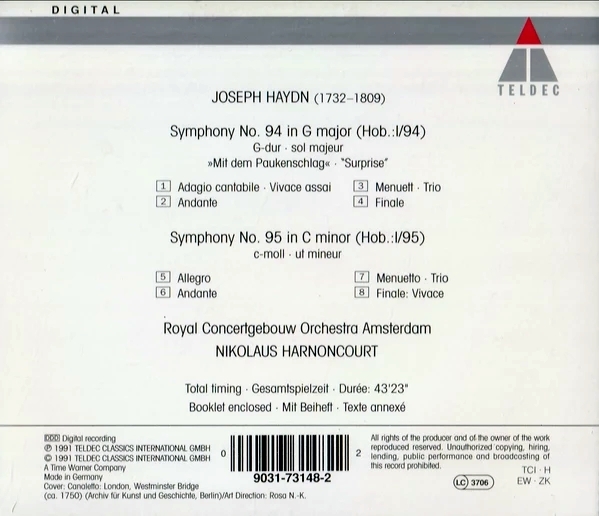 DIGITAL
TELDEC
JOSEPH HAYDN (1732–1809)
Symphony No. 94 in G major (Hob.:I/94)
G-dur · sol majeur
»Mit dem Paukenschlag« · "Surprise"
1 Adagio cantabile · Vivace assai
3 Menuett · Trio
2 Andante
4 Finale
Symphony No. 95 in C minor (Hob.:I/95)
c-moll · ut mineur
5 Allegro
7 Menuetto · Trio
6 Andante
8 Finale: Vivace
Royal Concertgebouw Orchestra Amsterdam
NIKOLAUS HARNONCOURT
Total timing · Gesamtspielzeit · Durée: 43'23"
Booklet enclosed · Mit Beiheft · Texte annexé
DDD Digital recording
℗ 1991 TELDEC CLASSICS INTERNATIONAL GMBH
© 1991 TELDEC CLASSICS INTERNATIONAL GMBH
A Time Warner Company
Made in Germany
Cover: Canaletto: London, Westminster Bridge
(ca. 1750) (Archiv für Kunst und Geschichte, Berlin)/Art Direction: Rosa N.-K.
0
2
9031-73148-2
All rights of the producer and of the owner of the work
reproduced reserved. Unauthorized copying, hiring,
lending, public performance and broadcasting of
this record prohibited.
LC 3706
TCI · H
EW · ZK